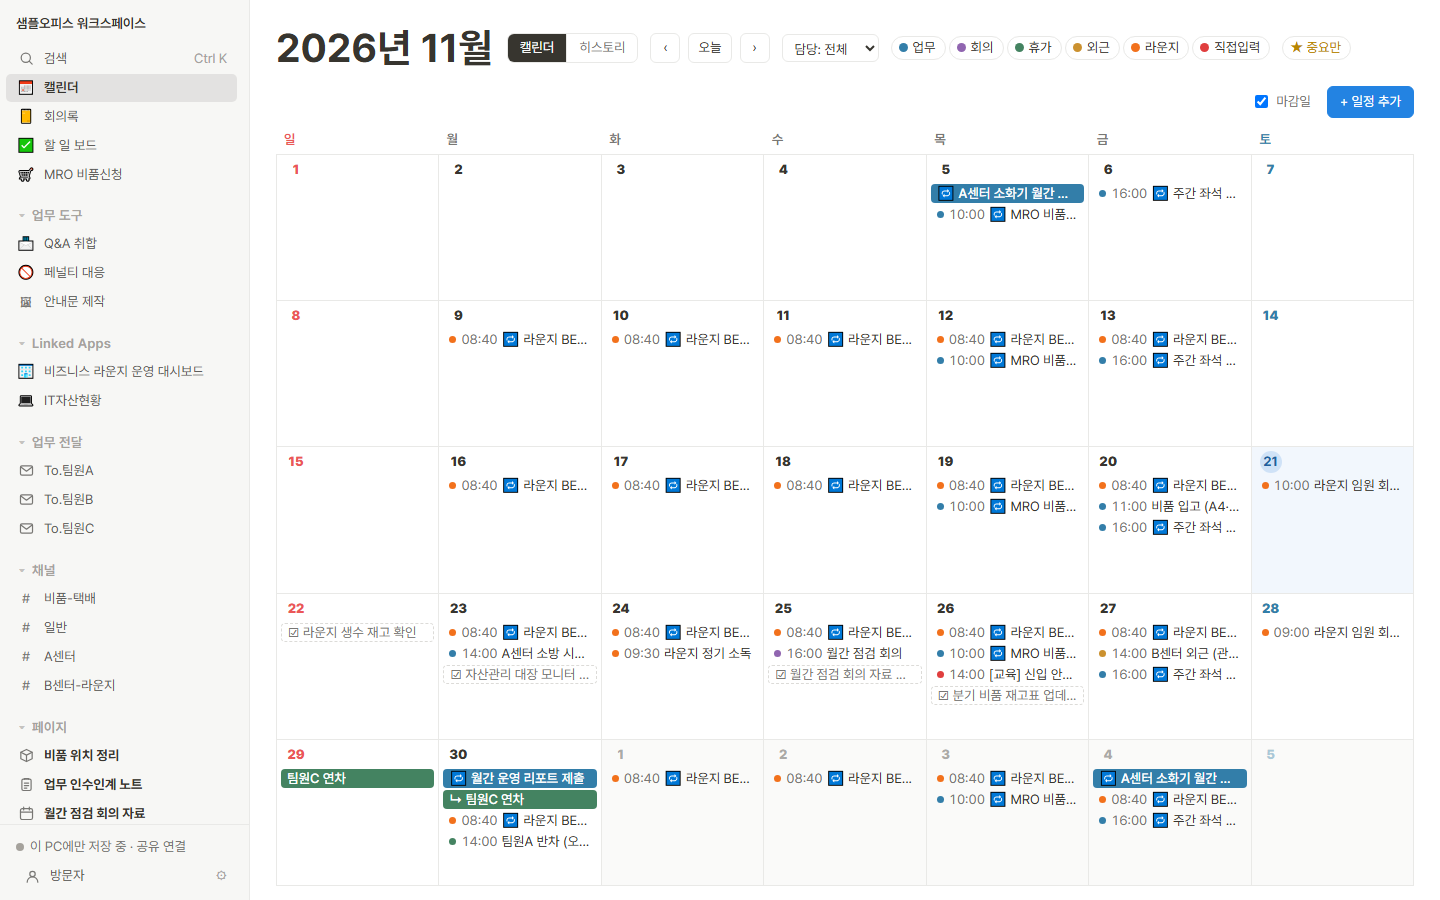 샘플오피스 워크스페이스
검색 Ctrl K
캘린더
회의록
할 일 보드
MRO 비품신청
업무 도구
Q&A 취합
페널티 대응
안내문 제작
Linked Apps
비즈니스 라운지 운영 대시보드
IT자산현황
업무 전달
To.팀원A
To.팀원B
To.팀원C
채널
# 비품-택배
# 일반
# A센터
# B센터-라운지
페이지
비품 위치 정리
업무 인수인계 노트
월간 점검 회의 자료
이 PC에만 저장 중 · 공유 연결
방문자
2026년 11월 캘린더 히스토리 ‹ 오늘 › 담당: 전체 업무 회의 휴가 외근 라운지 직접입력 ★ 중요만
마감일 + 일정 추가
일 월 화 수 목 금 토
1 2 3 4 5 6 7
A센터 소화기 월간 ... 16:00 주간 좌석 ...
10:00 MRO 비품...
8 9 10 11 12 13 14
08:40 라운지 BE... 08:40 라운지 BE... 08:40 라운지 BE... 08:40 라운지 BE... 08:40 라운지 BE...
10:00 MRO 비품... 16:00 주간 좌석 ...
15 16 17 18 19 20 21
08:40 라운지 BE... 08:40 라운지 BE... 08:40 라운지 BE... 08:40 라운지 BE... 08:40 라운지 BE... 10:00 라운지 임원 회...
10:00 MRO 비품... 11:00 비품 입고 (A4·...
16:00 주간 좌석 ...
22 23 24 25 26 27 28
☑ 라운지 생수 재고 확인 08:40 라운지 BE... 08:40 라운지 BE... 08:40 라운지 BE... 08:40 라운지 BE... 08:40 라운지 BE... 09:00 라운지 임원 회...
14:00 A센터 소방 시... 09:30 라운지 정기 소독 16:00 월간 점검 회의 10:00 MRO 비품... 14:00 B센터 외근 (관...
☑ 자산관리 대장 모니터 ... ☑ 월간 점검 회의 자료 ... 14:00 [교육] 신입 안... 16:00 주간 좌석 ...
☑ 분기 비품 재고표 업데...
29 30 1 2 3 4 5
팀원C 연차 월간 운영 리포트 제출 08:40 라운지 BE... 08:40 라운지 BE... 08:40 라운지 BE... A센터 소화기 월간 ...
↪ 팀원C 연차 10:00 MRO 비품... 08:40 라운지 BE...
08:40 라운지 BE... 16:00 주간 좌석 ...
14:00 팀원A 반차 (오...